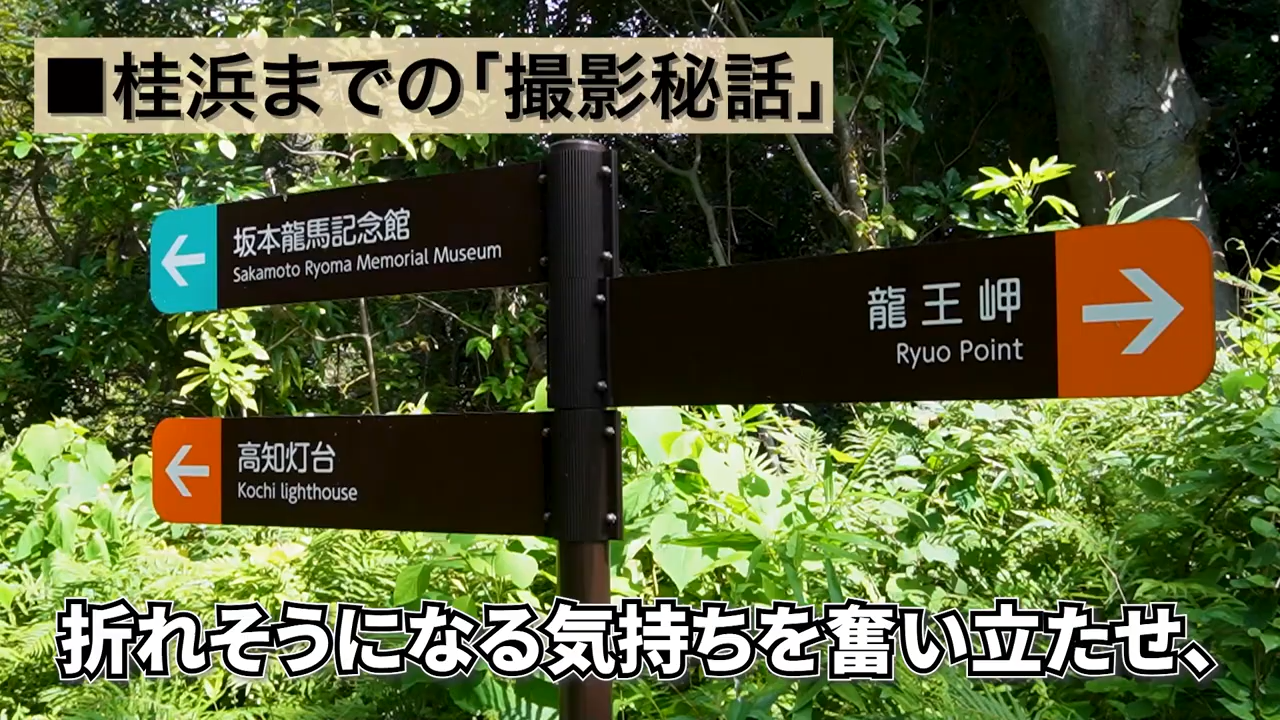 ■桂浜までの「撮影秘話」
坂本龍馬記念館
Sakamoto Ryoma Memorial Museum
龍王岬
Ryuo Point
高知灯台
Kochi lighthouse
折れそうになる気持ちを奮い立たせ、